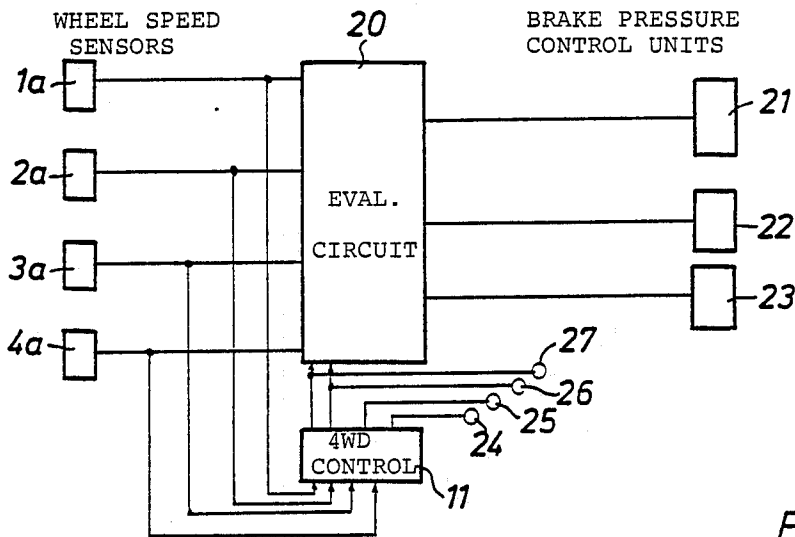 WHEEL SPEED
SENSORS
20
BRAKE PRESSURE
CONTROL UNITS
1a
21
2a
EVAL.
CIRCUIT
22
3a
23
4a
27
26
25
24
4WD
CONTROL
11
F